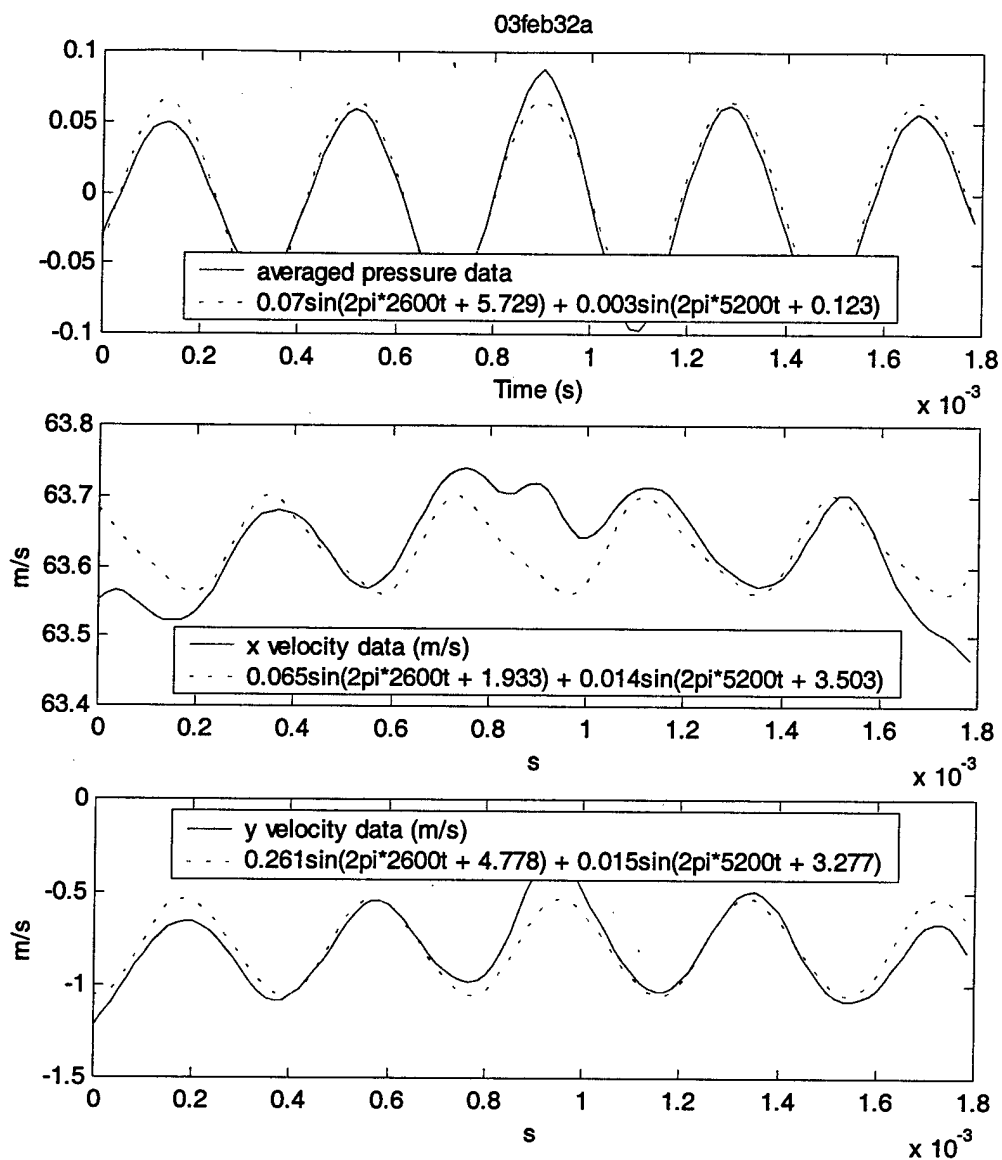 03feb32a
0.1
0.05
0
-0.05
-0.1
averaged pressure data
0.07sin(2pi*2600t + 5.729) + 0.003sin(2pi*5200t + 0.123)
0 0.2 0.4 0.6 0.8 1 1.2 1.4 1.6 1.8
Time (s)
x 10-3
63.8
63.7
63.6
63.5
63.4
m/s
x velocity data (m/s)
0.065sin(2pi*2600t + 1.933) + 0.014sin(2pi*5200t + 3.503)
0 0.2 0.4 0.6 0.8 1 1.2 1.4 1.6 1.8
s
x 10-3
0
-0.5
-1
-1.5
m/s
y velocity data (m/s)
0.261sin(2pi*2600t + 4.778) + 0.015sin(2pi*5200t + 3.277)
0 0.2 0.4 0.6 0.8 1 1.2 1.4 1.6 1.8
s
x 10-3